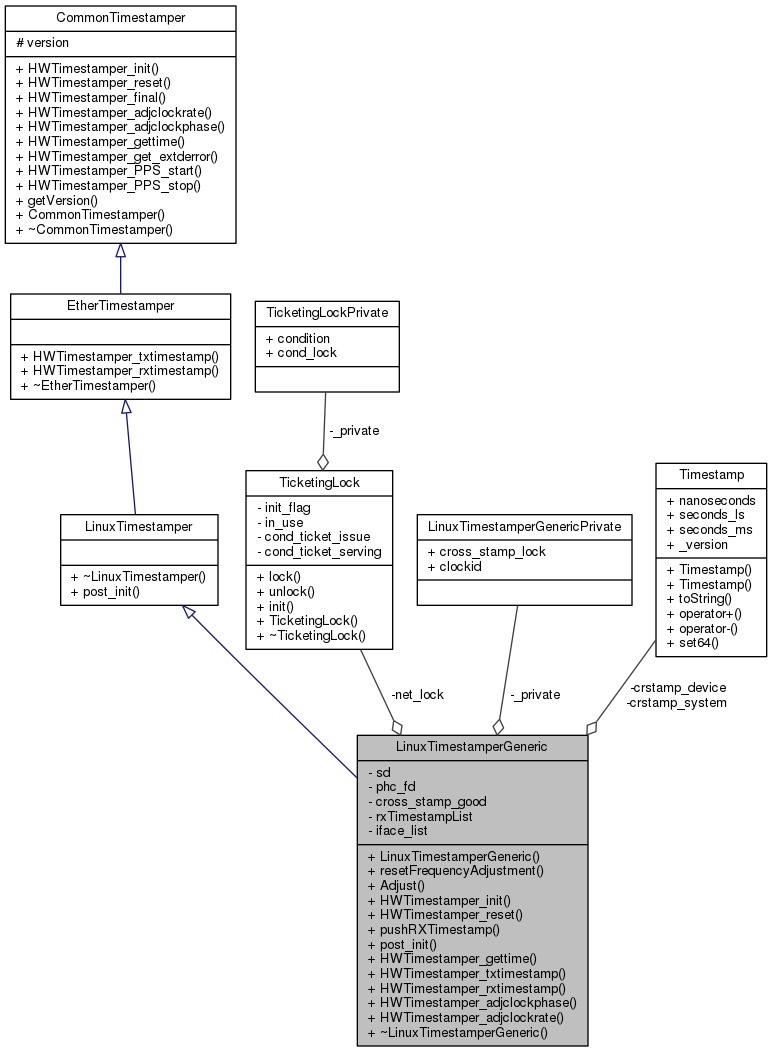 CommonTimestamper
# version
+ HWTimestamper_init()
+ HWTimestamper_reset()
+ HWTimestamper_final()
+ HWTimestamper_adjclockrate()
+ HWTimestamper_adjclockphase()
+ HWTimestamper_gettime()
+ HWTimestamper_get_extderror()
+ HWTimestamper_PPS_start()
+ HWTimestamper_PPS_stop()
+ getVersion()
+ CommonTimestamper()
+ ~CommonTimestamper()
EtherTimestamper
+ HWTimestamper_txtimestamp()
+ HWTimestamper_rxtimestamp()
+ ~EtherTimestamper()
TicketingLockPrivate
+ condition
+ cond_lock
-_private
LinuxTimestamper
+ ~LinuxTimestamper()
+ post_init()
TicketingLock
- init_flag
- in_use
- cond_ticket_issue
- cond_ticket_serving
+ lock()
+ unlock()
+ init()
+ TicketingLock()
+ ~TicketingLock()
LinuxTimestamperGenericPrivate
+ cross_stamp_lock
+ clockid
Timestamp
+ nanoseconds
+ seconds_ls
+ seconds_ms
+ _version
+ Timestamp()
+ Timestamp()
+ toString()
+ operator+()
+ operator-()
+ set64()
-net_lock
-_private
-crstamp_device
-crstamp_system
LinuxTimestamperGeneric
- sd
- phc_fd
- cross_stamp_good
- rxTimestampList
- iface_list
+ LinuxTimestamperGeneric()
+ resetFrequencyAdjustment()
+ Adjust()
+ HWTimestamper_init()
+ HWTimestamper_reset()
+ pushRXTimestamp()
+ post_init()
+ HWTimestamper_gettime()
+ HWTimestamper_txtimestamp()
+ HWTimestamper_rxtimestamp()
+ HWTimestamper_adjclockphase()
+ HWTimestamper_adjclockrate()
+ ~LinuxTimestamperGeneric()